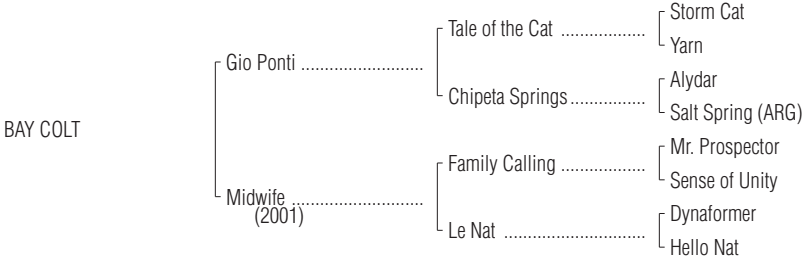 Storm Cat
Tale of the Cat ..................
Yarn
Gio Ponti ..........................
Alydar
Chipeta Springs................
Salt Spring (ARG)
BAY COLT
Mr. Prospector
Family Calling ..................
Sense of Unity
Midwife ............................
(2001)
Dynaformer
Le Nat ..............................
Hello Nat